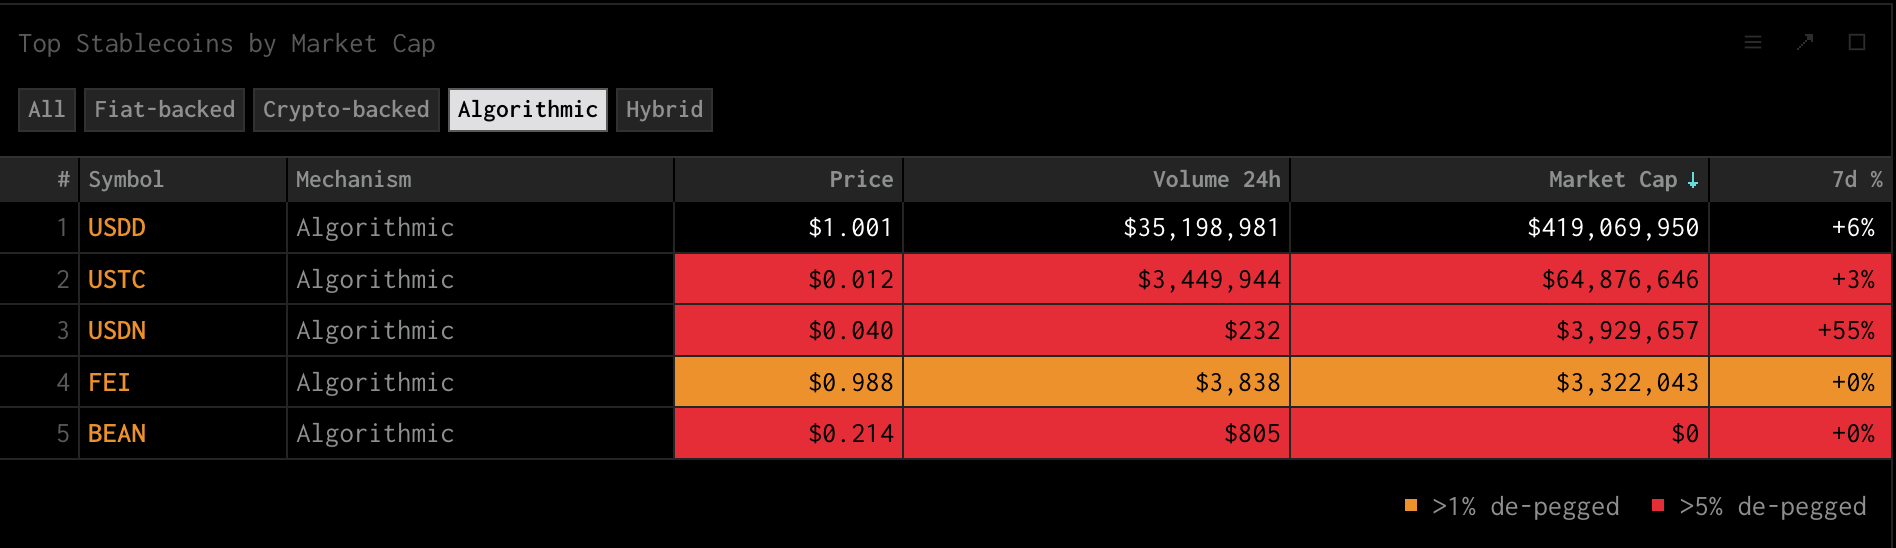 Top Stablecoins by Market Cap
All Fiat-backed Crypto-backed Algorithmic Hybrid
# Symbol Mechanism Price Volume 24h Market Cap ↓ 7d %
1 USDD Algorithmic $1.001 $35,198,981 $419,069,950 +6%
2 USTC Algorithmic $0.012 $3,449,944 $64,876,646 +3%
3 USDN Algorithmic $0.040 $232 $3,929,657 +55%
4 FEI Algorithmic $0.988 $3,838 $3,322,043 +0%
5 BEAN Algorithmic $0.214 $805 $0 +0%
>1% de-pegged >5% de-pegged